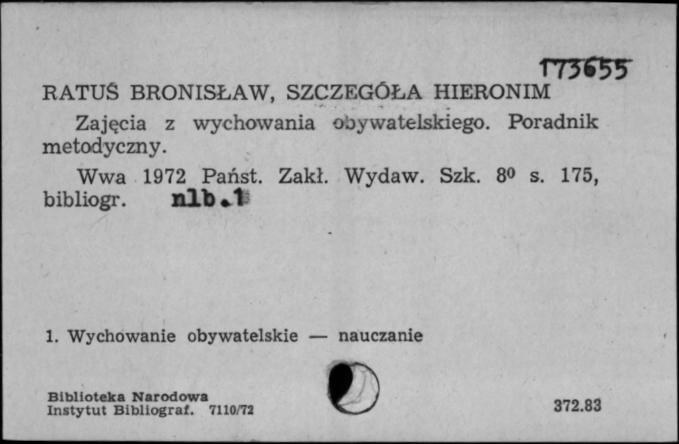 173655
RATUŚ BRONISŁAW, SZCZEGÓŁA HIERONIM
Zajęcia z wychowania obywatelskiego. Poradnik
metodyczny.
Wwa 1972 Państ. Zakł. Wydaw. Szk. 8⁰ s. 175,
bibliogr. nlb.1
1. Wychowanie obywatelskie — nauczanie
Biblioteka Narodowa
Instytut Bibliograf. 7110/72
372.83